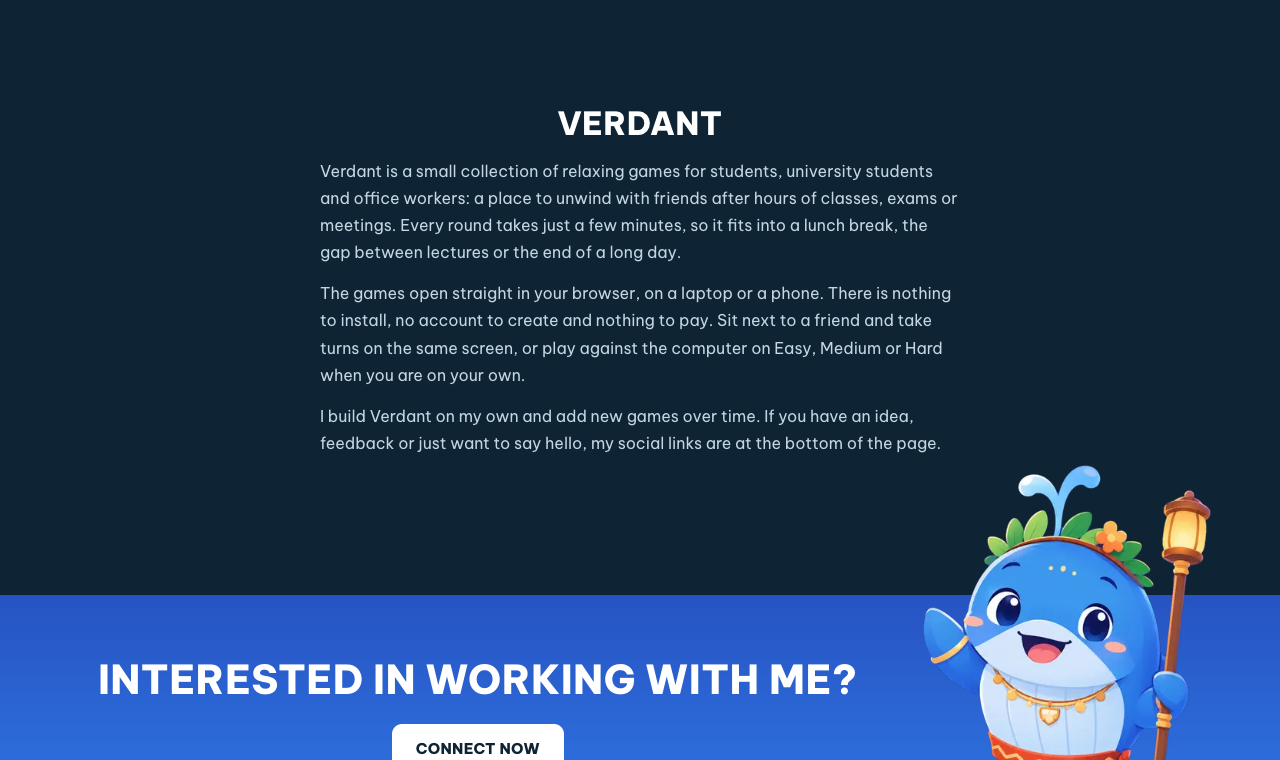 VERDANT
Verdant is a small collection of relaxing games for students, university students
and office workers: a place to unwind with friends after hours of classes, exams or
meetings. Every round takes just a few minutes, so it fits into a lunch break, the
gap between lectures or the end of a long day.
The games open straight in your browser, on a laptop or a phone. There is nothing
to install, no account to create and nothing to pay. Sit next to a friend and take
turns on the same screen, or play against the computer on Easy, Medium or Hard
when you are on your own.
I build Verdant on my own and add new games over time. If you have an idea,
feedback or just want to say hello, my social links are at the bottom of the page.
INTERESTED IN WORKING WITH ME?
CONNECT NOW